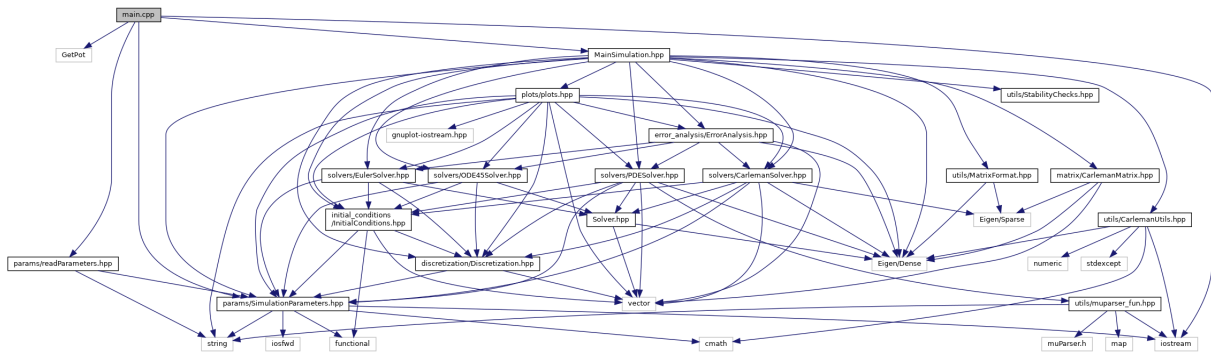 main.cpp
GetPot
MainSimulation.hpp
plots/plots.hpp
utils/StabilityChecks.hpp
gnuplot-iostream.hpp
error_analysis/ErrorAnalysis.hpp
solvers/EulerSolver.hpp
solvers/ODE45Solver.hpp
solvers/PDESolver.hpp
solvers/CarlemanSolver.hpp
utils/MatrixFormat.hpp
matrix/CarlemanMatrix.hpp
initial_conditions
/InitialConditions.hpp
Solver.hpp
Eigen/Sparse
utils/CarlemanUtils.hpp
params/readParameters.hpp
discretization/Discretization.hpp
Eigen/Dense
numeric
stdexcept
params/SimulationParameters.hpp
vector
utils/muparser_fun.hpp
string
iosfwd
functional
cmath
muParser.h
map
iostream